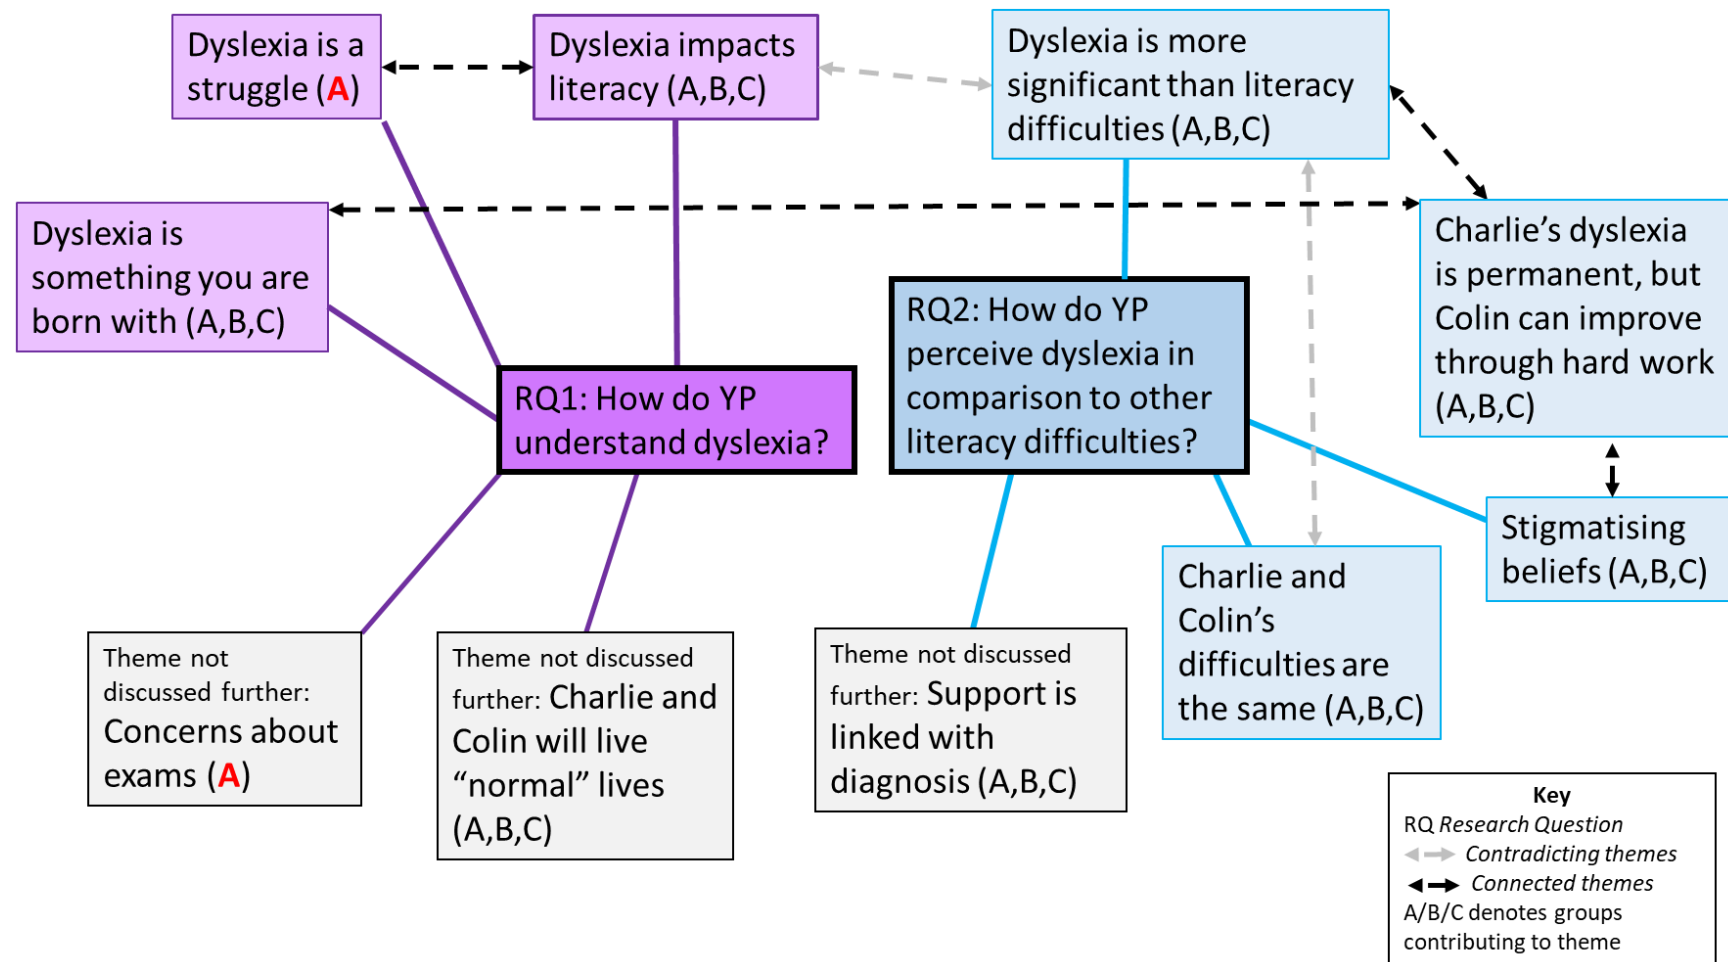 Dyslexia is a
struggle (A)
Dyslexia impacts
literacy (A,B,C)
Dyslexia is more
significant than literacy
difficulties (A,B,C)
Dyslexia is
something you are
born with (A,B,C)
Charlie’s dyslexia
is permanent, but
Colin can improve
through hard work
(A,B,C)
RQ1: How do YP
understand dyslexia?
RQ2: How do YP
perceive dyslexia in
comparison to other
literacy difficulties?
Stigmatising
beliefs (A,B,C)
Charlie and
Colin’s
difficulties are
the same (A,B,C)
Theme not
discussed further:
Concerns about
exams (A)
Theme not discussed
further: Charlie and
Colin will live
“normal” lives
(A,B,C)
Theme not discussed
further: Support is
linked with
diagnosis (A,B,C)
Key
RQ Research Question
Contradicting themes
Connected themes
A/B/C denotes groups
contributing to theme